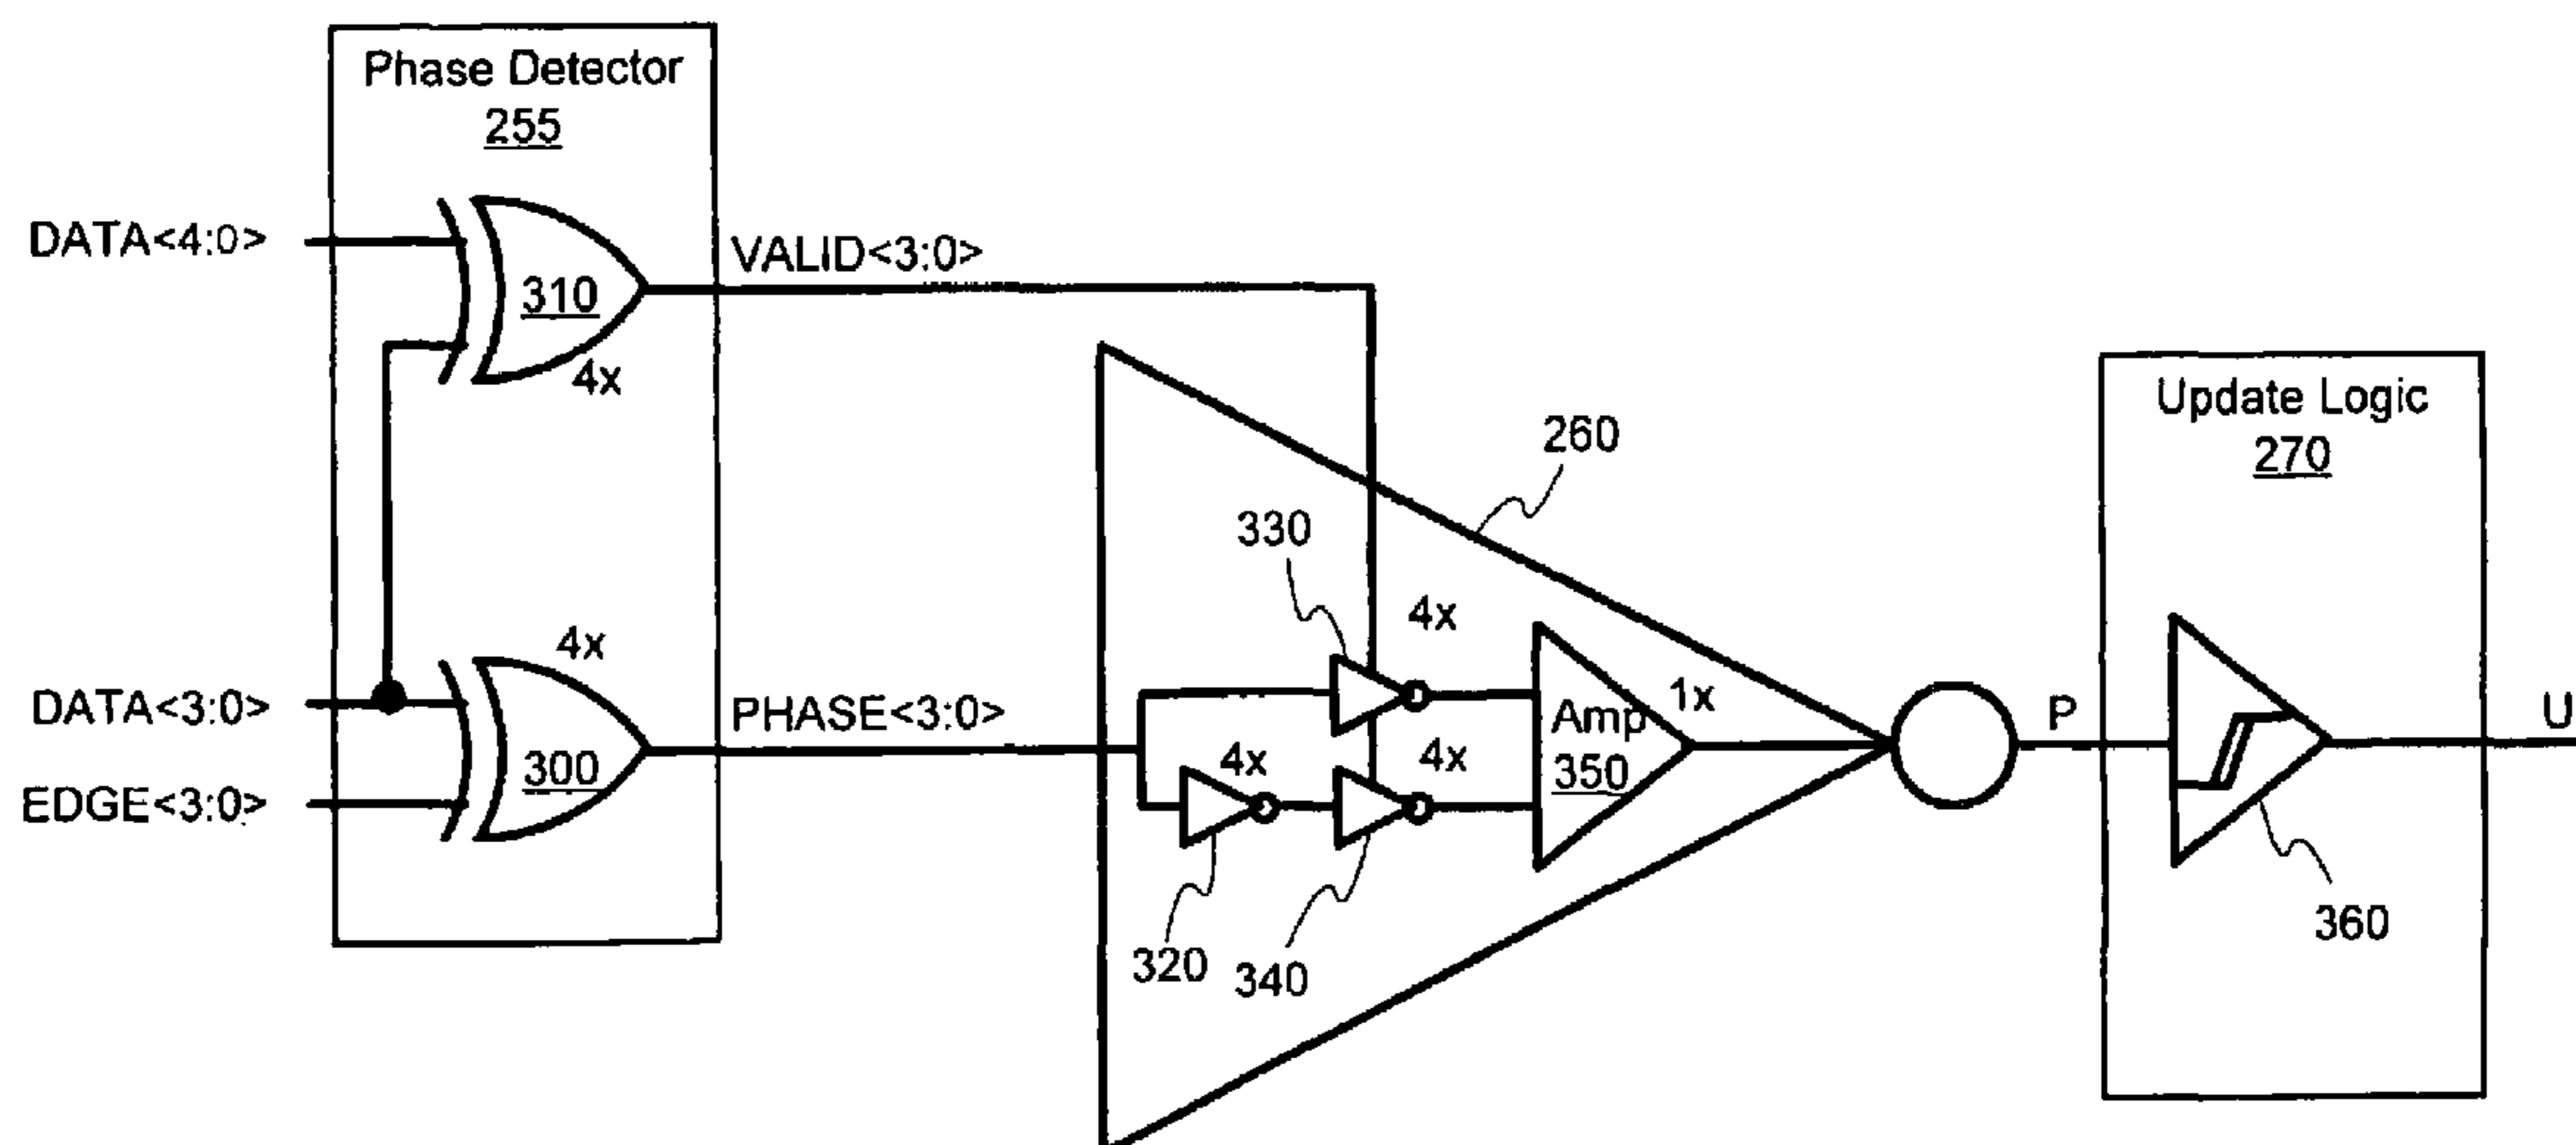 Phase Detector
255
DATA<4:0>
310
4x
VALID<3:0>
DATA<3:0>
EDGE<3:0>
4x
300
PHASE<3:0>
260
330
4x
4x
4x
320
340
Amp
350
1x
P
Update Logic
270
360
U